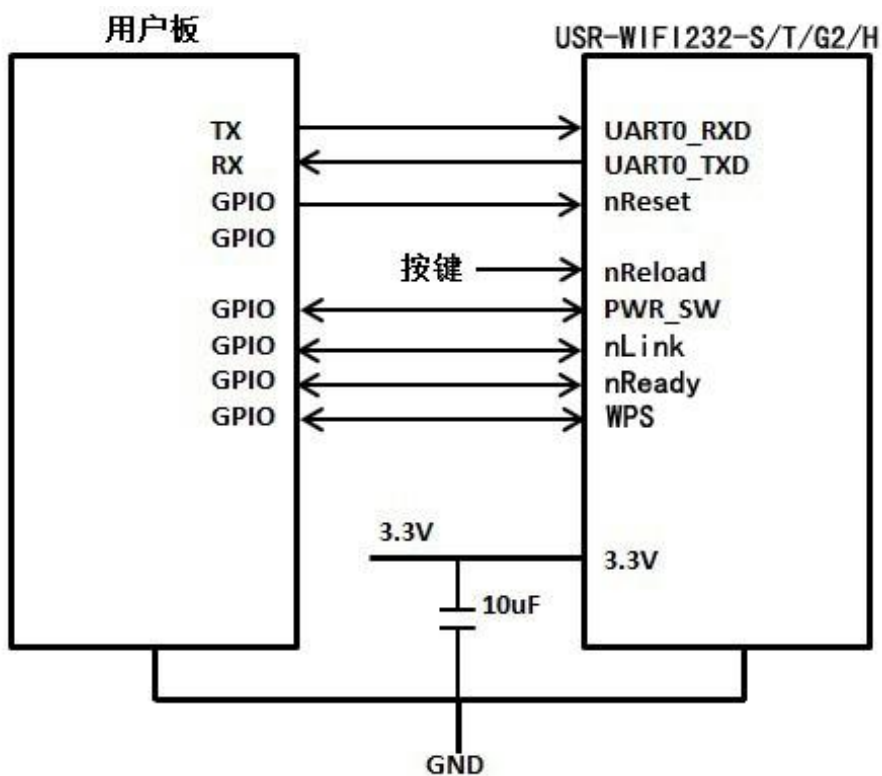 用户板
USR-WIFI232-S/T/G2/H
TX
UART0_RXD
RX
UART0_TXD
GPIO
nReset
GPIO
按键
nReload
GPIO
PWR_SW
GPIO
nLink
GPIO
nReady
GPIO
WPS
3.3V
3.3V
10uF
GND